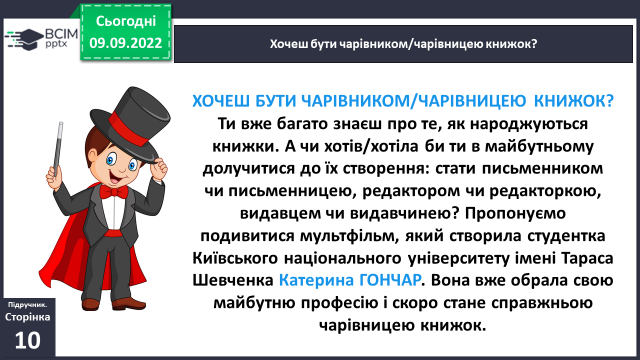 ВСІМ
pptx
Сьогодні
09.09.2022
Хочеш бути чарівником/чарівницею книжок?
ХОЧЕШ БУТИ ЧАРІВНИКОМ/ЧАРІВНИЦЕЮ КНИЖОК?
Ти вже багато знаєш про те, як народжуються
книжки. А чи хотів/хотіла би ти в майбутньому
долучитися до їх створення: стати письменником
чи письменницею, редактором чи редакторкою,
видавцем чи видавчинею? Пропонуємо
подивитися мультфільм, який створила студентка
Київського національного університету імені Тараса
Шевченка Катерина ГОНЧАР. Вона вже обрала свою
майбутню професію і скоро стане справжньою
чарівницею книжок.
Підручник.
Сторінка
10